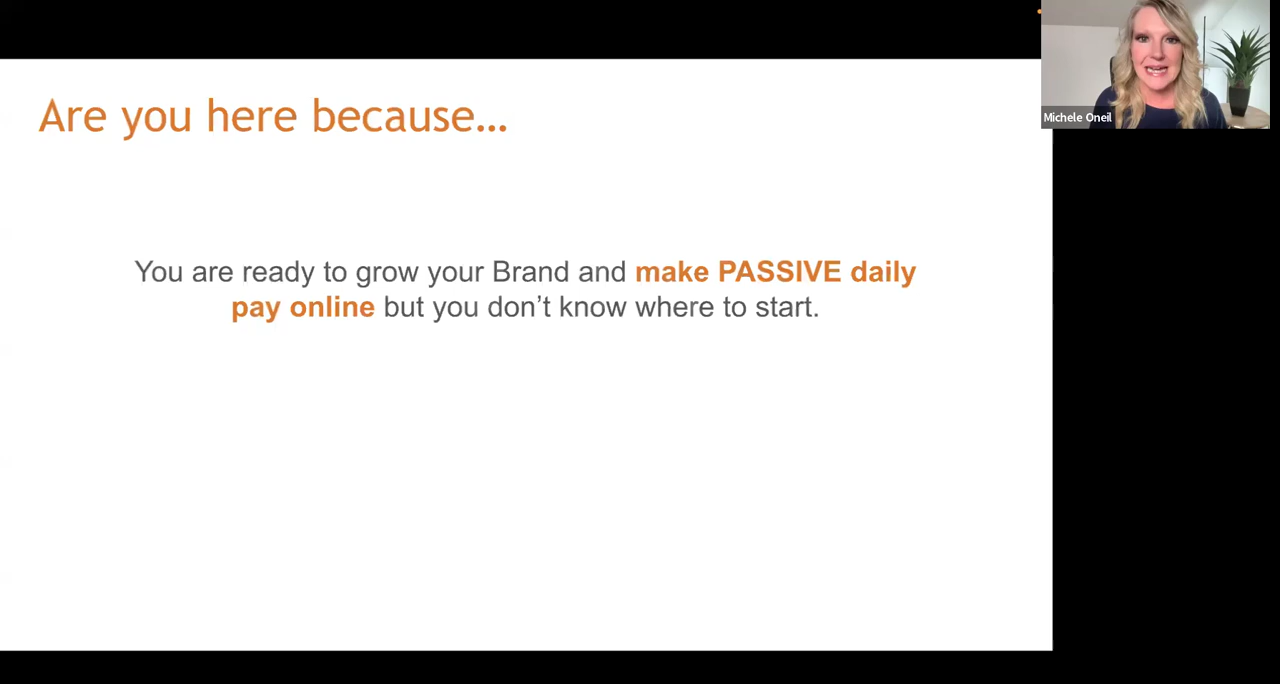 Are you here because…
Michele Oneil
You are ready to grow your Brand and make PASSIVE daily
pay online but you don’t know where to start.